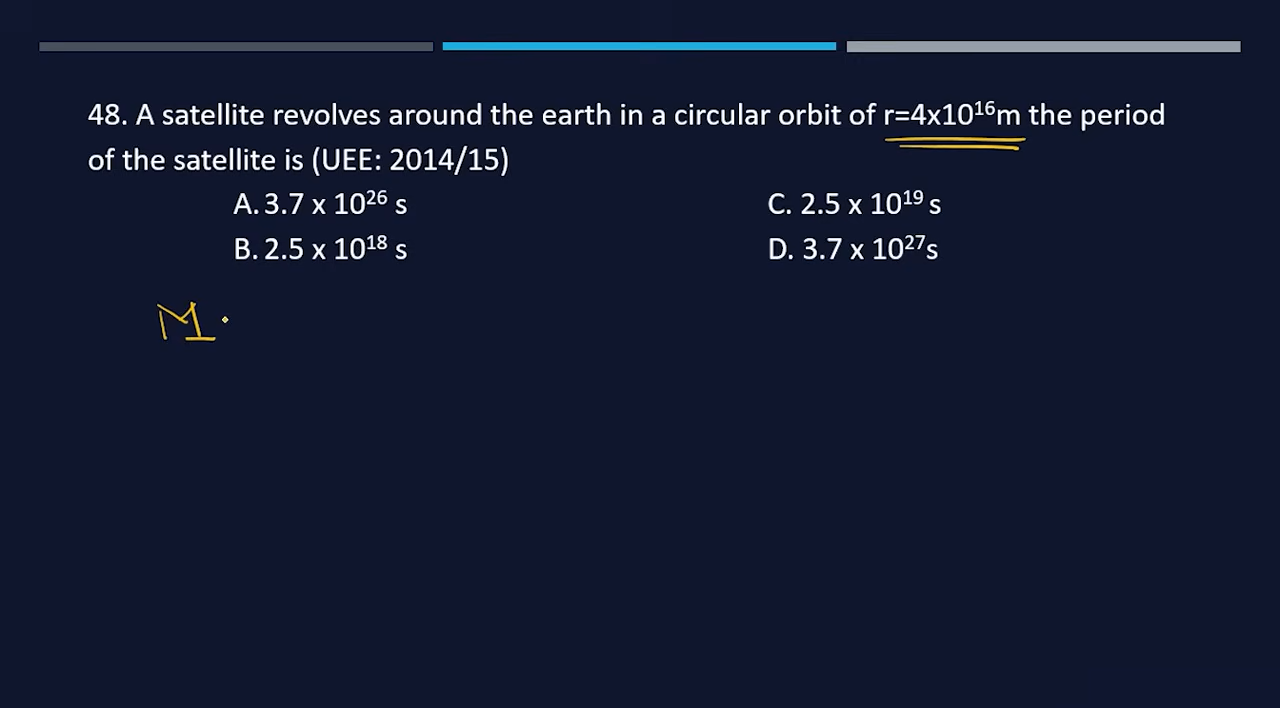 48. A satellite revolves around the earth in a circular orbit of r=4x10¹⁶m the period
of the satellite is (UEE: 2014/15)
A. 3.7 x 10²⁶ s
C. 2.5 x 10¹⁹ s
B. 2.5 x 10¹⁸ s
D. 3.7 x 10²⁷s
M